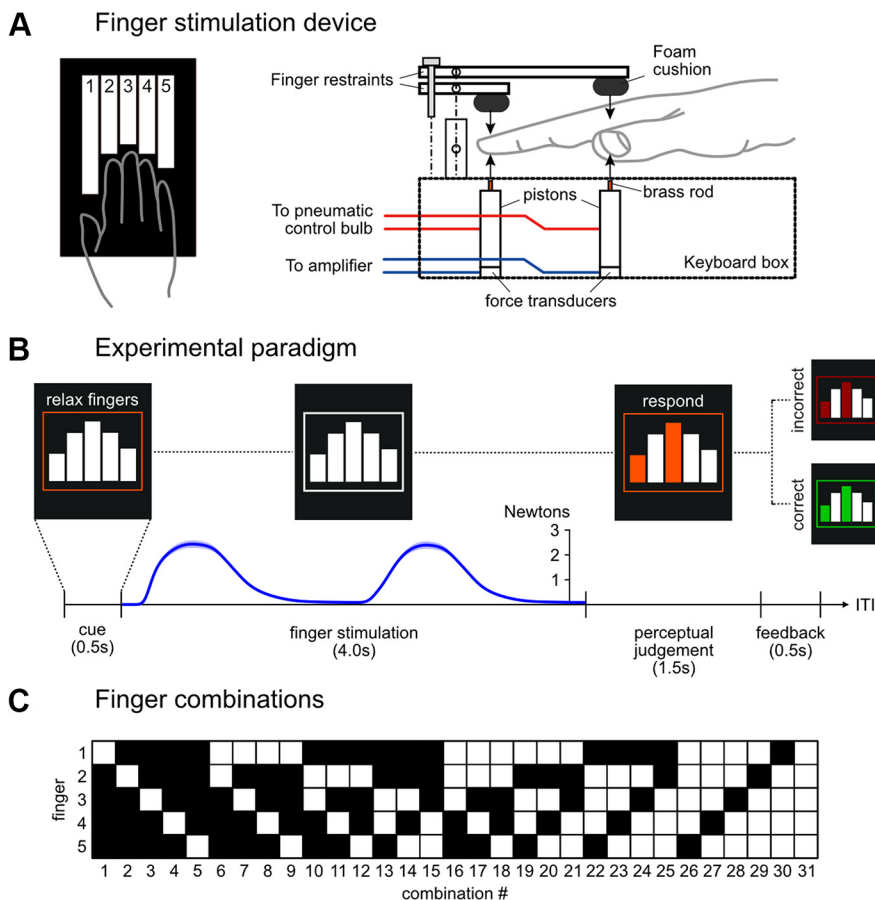 A Finger stimulation device
1 2 3 4 5
Finger restraints
Foam
cushion
pistons
brass rod
To pneumatic
control bulb
To amplifier
Keyboard box
force transducers
B Experimental paradigm
relax fingers
respond
incorrect
correct
Newtons
3
2
1
ITI
cue
(0.5s)
finger stimulation
(4.0s)
perceptual
judgement
(1.5s)
feedback
(0.5s)
C Finger combinations
finger
1
2
3
4
5
1 2 3 4 5 6 7 8 9 10 11 12 13 14 15 16 17 18 19 20 21 22 23 24 25 26 27 28 29 30 31
combination #